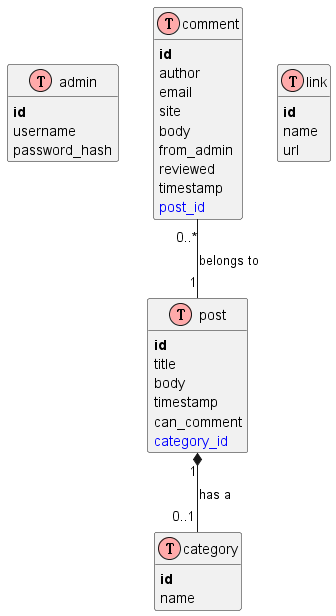 T comment
id
author
email
site
body
from_admin
reviewed
timestamp
post_id
T admin
id
username
password_hash
T link
id
name
url
0..*
belongs to
1
T post
id
title
body
timestamp
can_comment
category_id
1
has a
0..1
T category
id
name